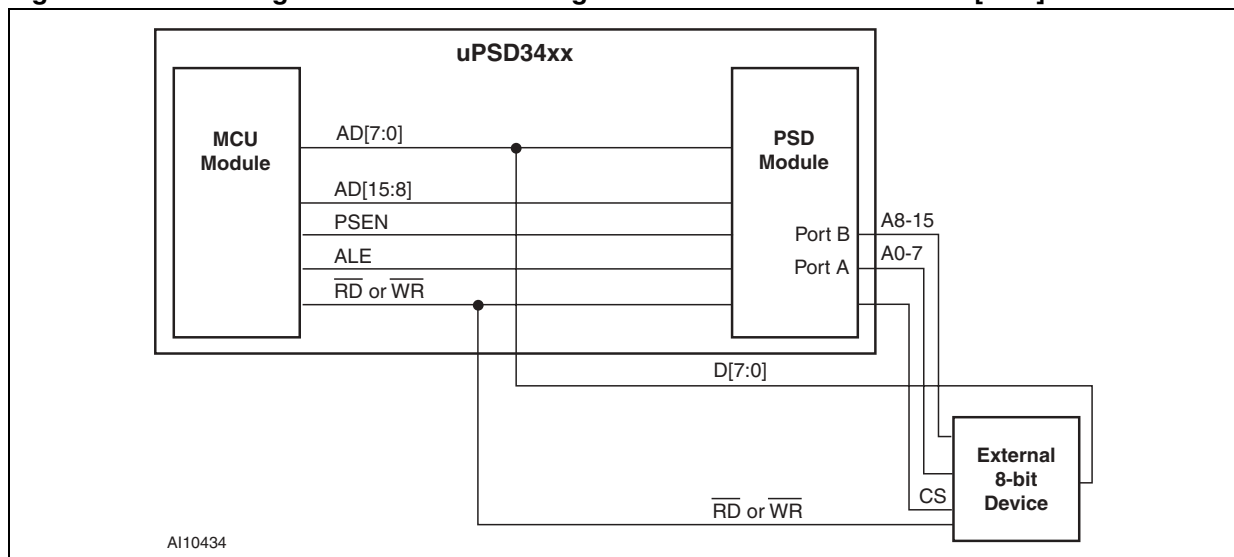 uPSD34xx
MCU
Module
AD[7:0]
AD[15:8]
PSEN
ALE
RD or WR
PSD
Module
Port B
Port A
A8-15
A0-7
D[7:0]
External
8-bit
Device
CS
RD or WR
AI10434